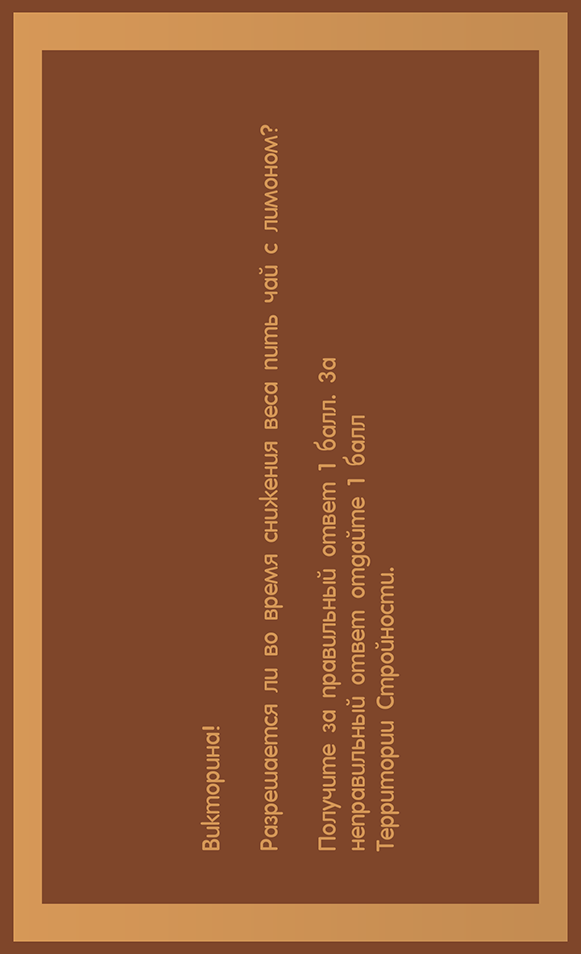 Викторина!
Разрешается ли во время снижения веса пить чай с лимоном?
Получите за правильный ответ 1 балл. За
неправильный ответ отдайте 1 балл
Территории Стройности.